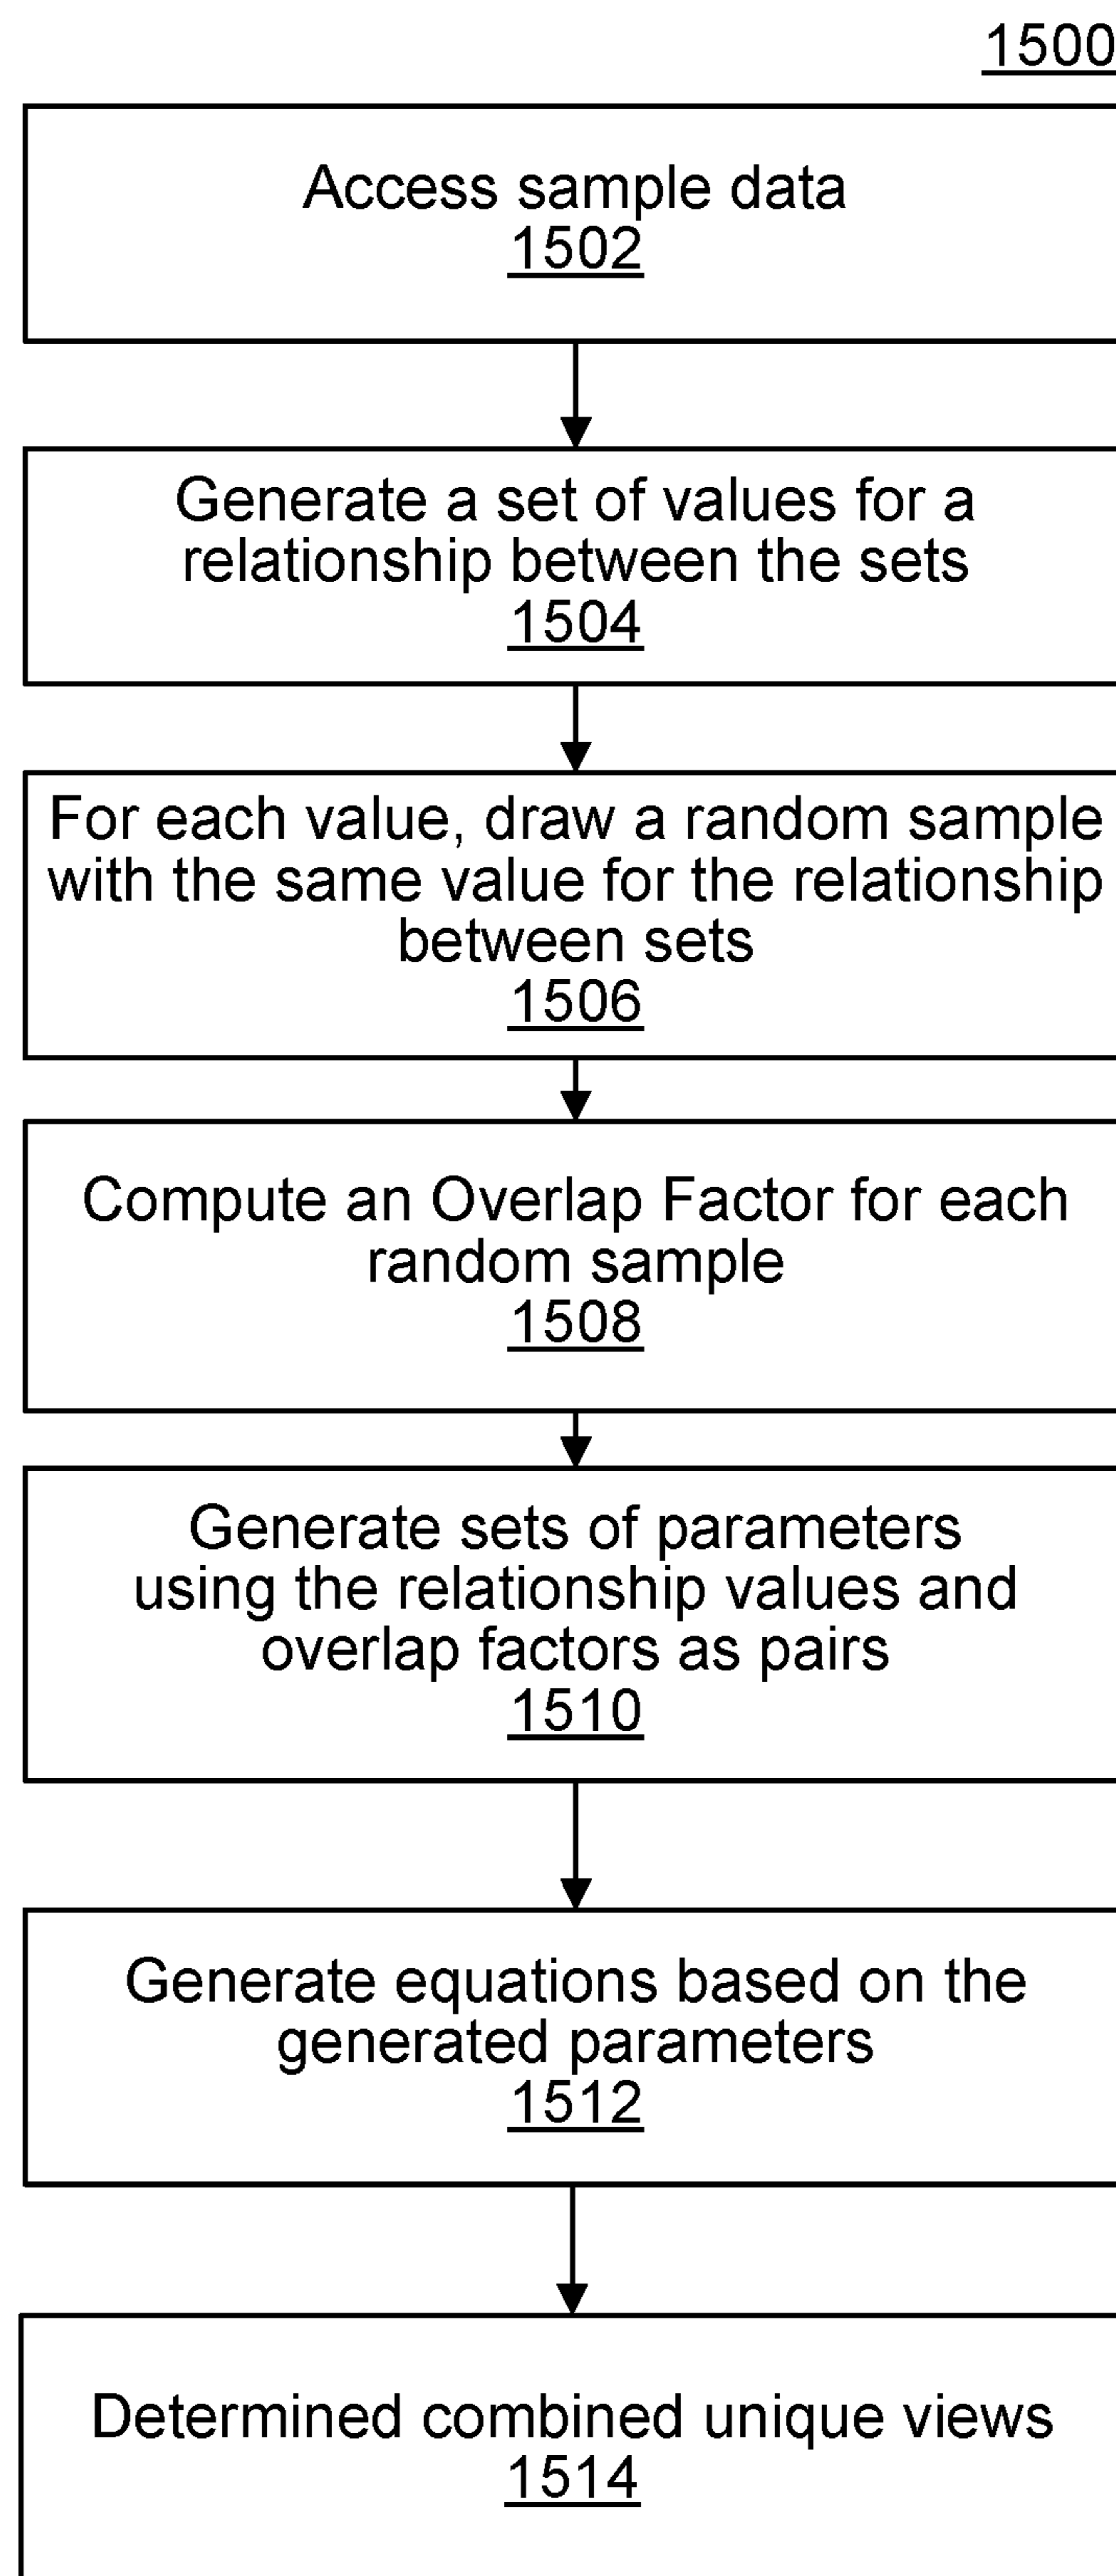 1500
Access sample data
1502
Generate a set of values for a
relationship between the sets
1504
For each value, draw a random sample
with the same value for the relationship
between sets
1506
Compute an Overlap Factor for each
random sample
1508
Generate sets of parameters
using the relationship values and
overlap factors as pairs
1510
Generate equations based on the
generated parameters
1512
Determined combined unique views
1514